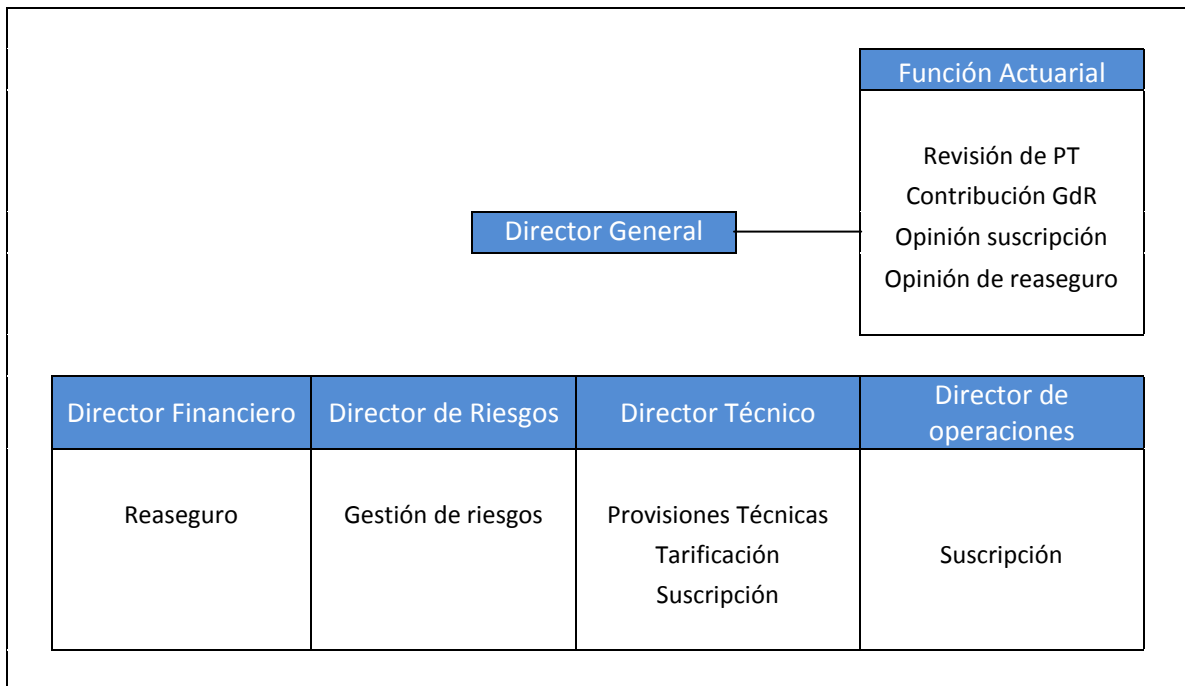 Función Actuarial
Revisión de PT
Contribución GdR
Opinión suscripción
Opinión de reaseguro
Director General
Director Financiero
Reaseguro
Director de Riesgos
Gestión de riesgos
Director Técnico
Provisiones Técnicas
Tarificación
Suscripción
Director de
operaciones
Suscripción